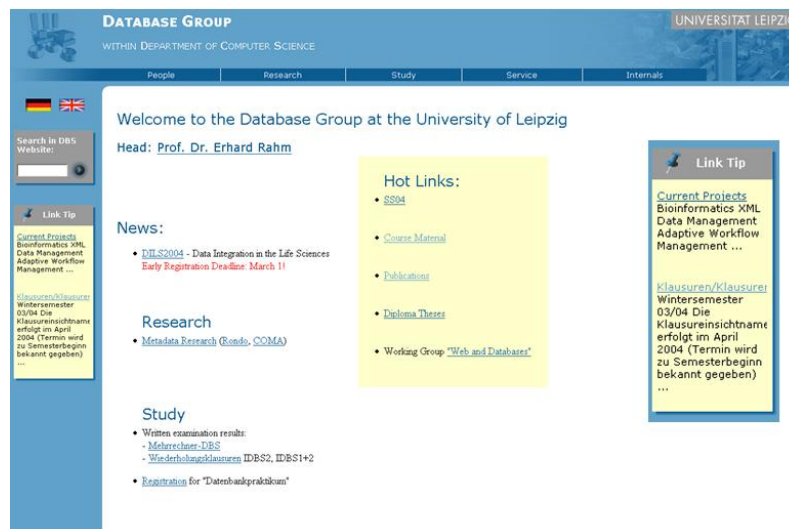 DATABASE GROUP
WITHIN DEPARTMENT OF COMPUTER SCIENCE
UNIVERSITÄT LEIPZIG
People Research Study Service Internals
Search in DBS
Website:
Link Tip
Current Projects
Bioinformatics XML
Data Management
Adaptive Workflow
Management ...
Klausuren/Klausurer
Wintersemester
03/04 Die
Klausureinsichtname
erfolgt im April
2004 (Termin wird
zu Semesterbeginn
bekannt gegeben)
...
Welcome to the Database Group at the University of Leipzig
Head: Prof. Dr. Erhard Rahm
News:
• DILS2004 - Data Integration in the Life Sciences
Early Registration Deadline: March 1!
Research
• Metadata Research (Rondo, COMA)
Study
• Written examination results:
- Mehrrechner-DBS
- Wiederholungsklausuren IDBS2, IDBS1+2
• Registration for "Datenbankpraktikum"
Hot Links:
• SS04
• Course Material
• Publications
• Diploma Theses
• Working Group "Web and Databases"
Link Tip
Current Projects
Bioinformatics XML
Data Management
Adaptive Workflow
Management ...
Klausuren/Klausurer
Wintersemester
03/04 Die
Klausureinsichtname
erfolgt im April
2004 (Termin wird
zu Semesterbeginn
bekannt gegeben)
...